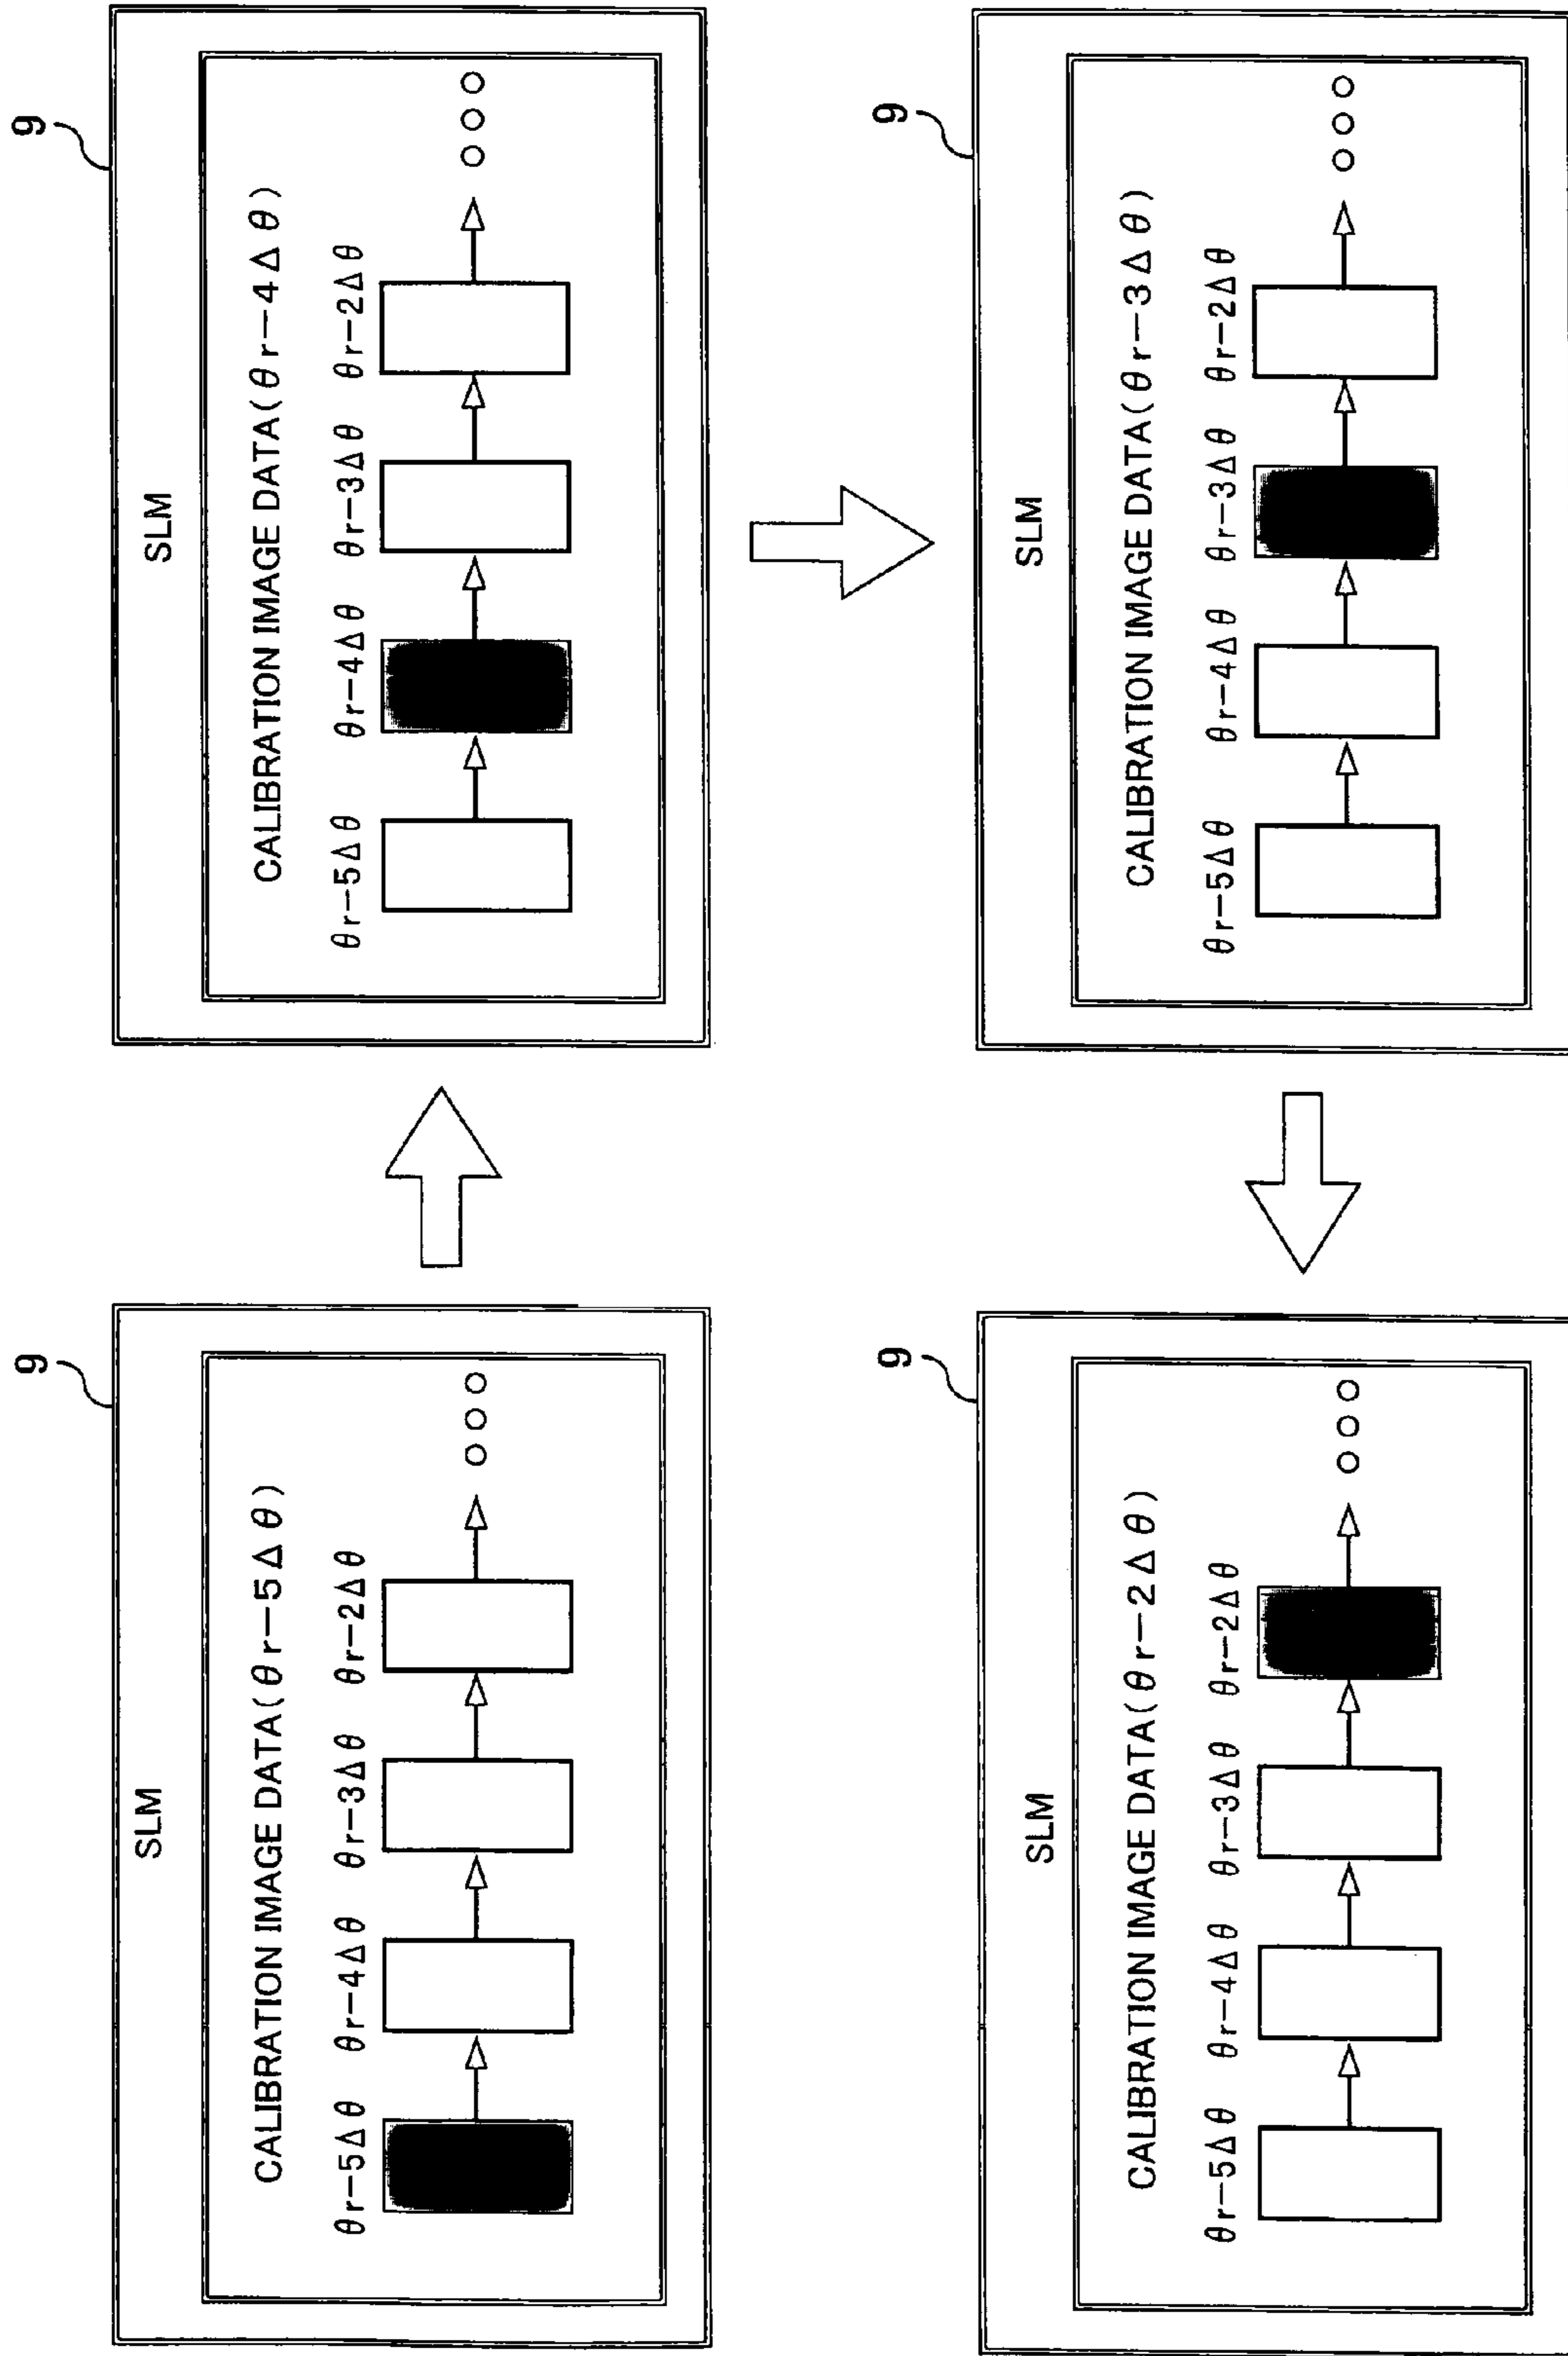 9
SLM
CALIBRATION IMAGE DATA(θr−5Δθ)
θr−5Δθ θr−4Δθ θr−3Δθ θr−2Δθ
9
SLM
CALIBRATION IMAGE DATA(θr−4Δθ)
θr−5Δθ θr−4Δθ θr−3Δθ θr−2Δθ
9
SLM
CALIBRATION IMAGE DATA(θr−2Δθ)
θr−5Δθ θr−4Δθ θr−3Δθ θr−2Δθ
9
SLM
CALIBRATION IMAGE DATA(θr−3Δθ)
θr−5Δθ θr−4Δθ θr−3Δθ θr−2Δθ